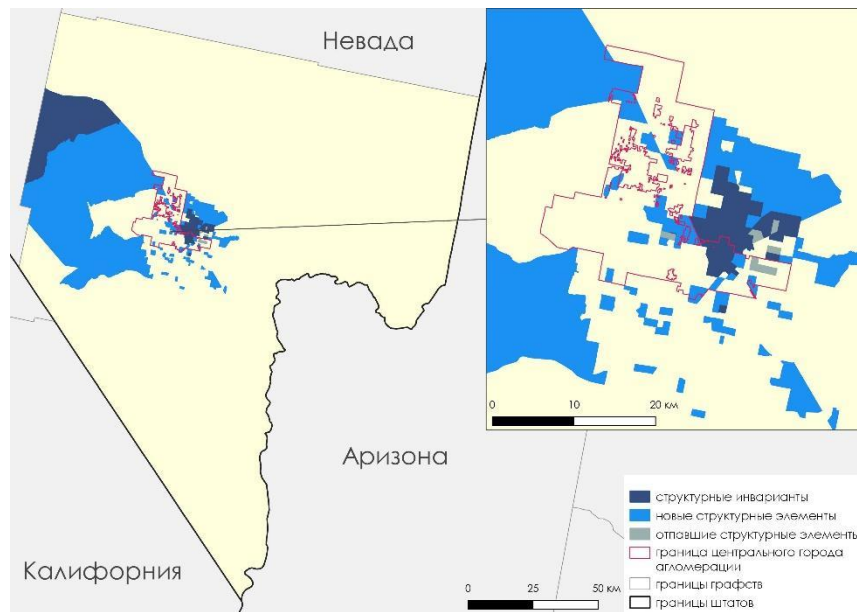 Невада
Аризона
Калифорния
0 10 20 км
0 25 50 км
структурные инварианты
новые структурные элементы
отпавшие структурные элементы
граница центрального города
агломерации
границы графств
границы штатов